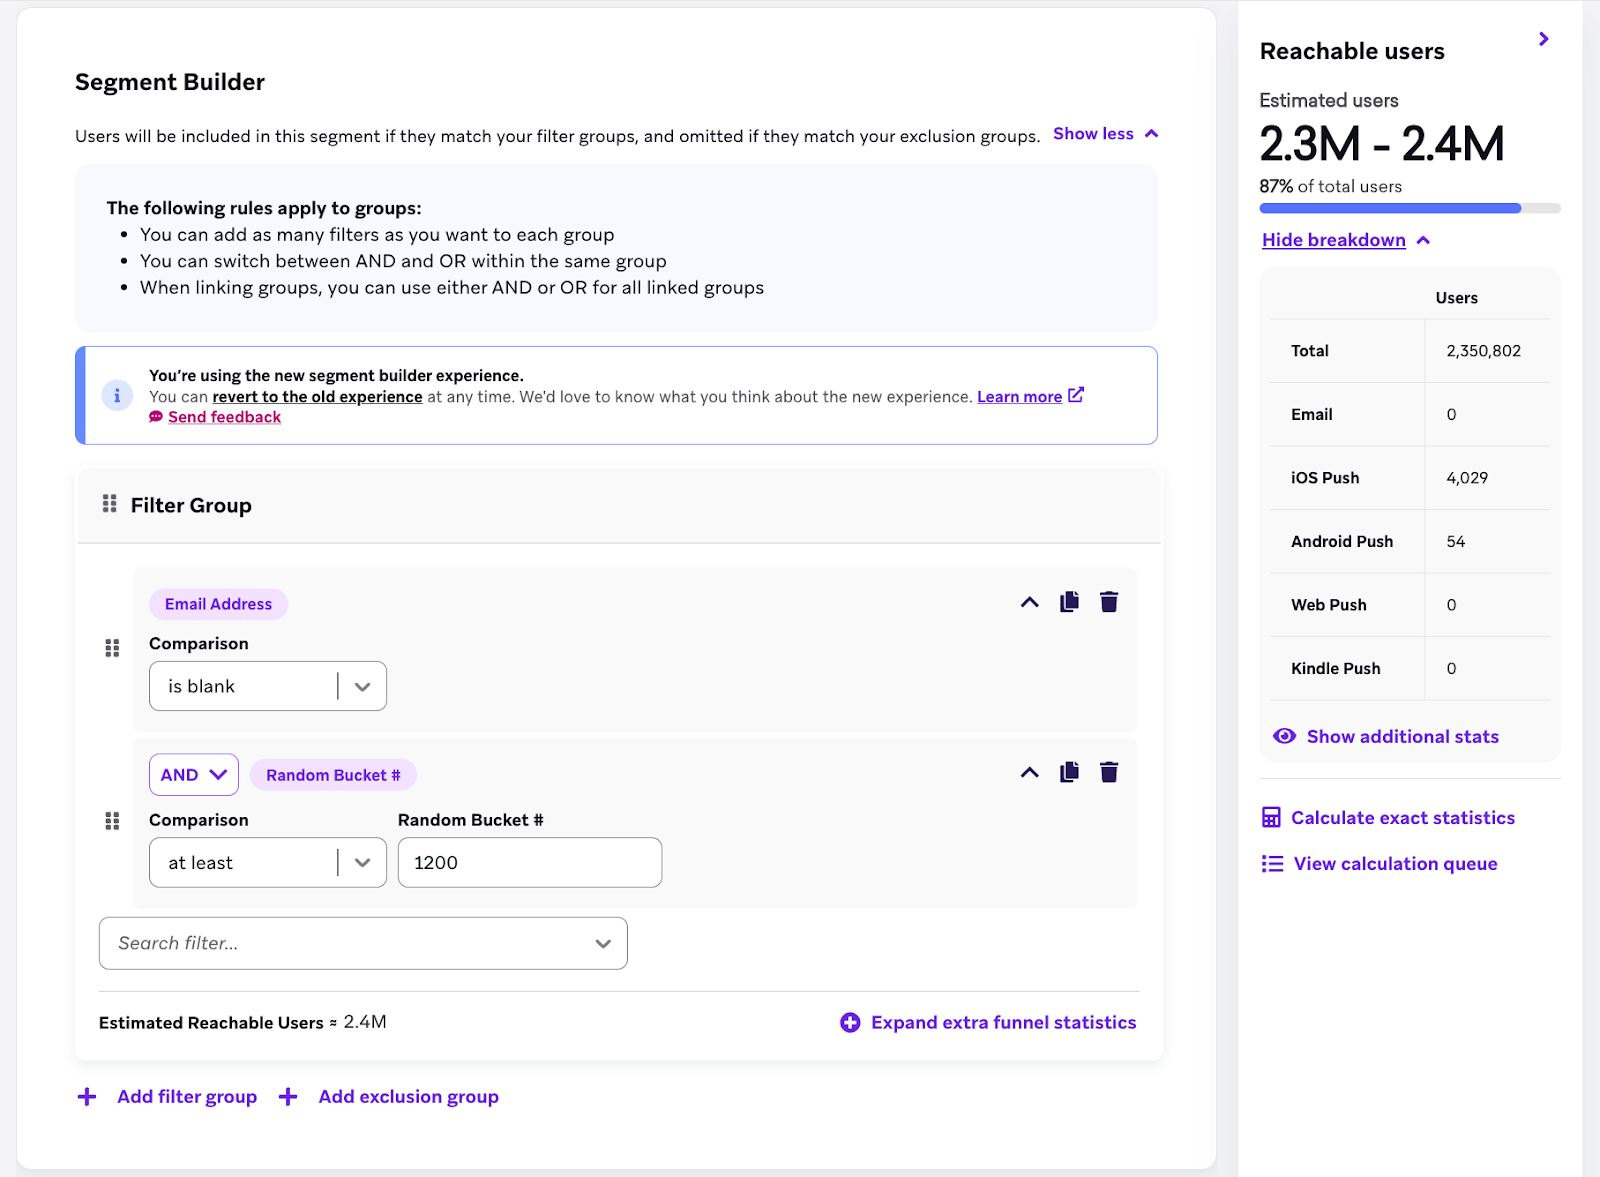 Segment Builder
Users will be included in this segment if they match your filter groups, and omitted if they match your exclusion groups. Show less
The following rules apply to groups:
• You can add as many filters as you want to each group
• You can switch between AND and OR within the same group
• When linking groups, you can use either AND or OR for all linked groups
You're using the new segment builder experience.
You can revert to the old experience at any time. We'd love to know what you think about the new experience. Learn more
Send feedback
Filter Group
Email Address
Comparison
is blank
AND Random Bucket #
Comparison Random Bucket #
at least 1200
Search filter...
Estimated Reachable Users ≈ 2.4M Expand extra funnel statistics
Add filter group Add exclusion group
Reachable users
Estimated users
2.3M - 2.4M
87% of total users
Hide breakdown
Users
Total 2,350,802
Email 0
iOS Push 4,029
Android Push 54
Web Push 0
Kindle Push 0
Show additional stats
Calculate exact statistics
View calculation queue